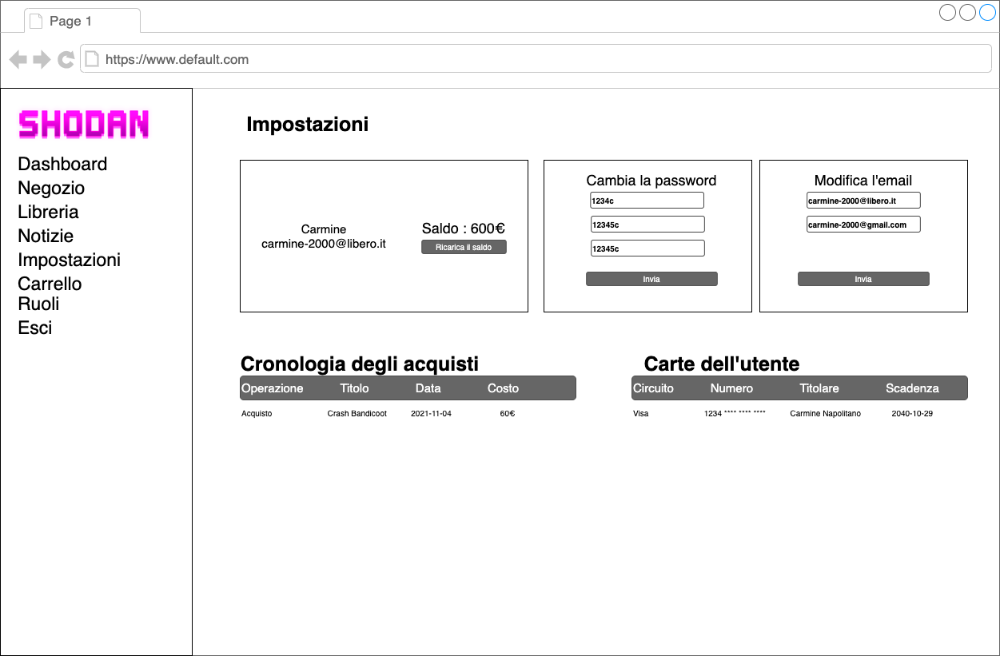 Page 1
https://www.default.com
SHODAN
Dashboard
Negozio
Libreria
Notizie
Impostazioni
Carrello
Ruoli
Esci
Impostazioni
Carmine
carmine-2000@libero.it
Saldo : 600€
Ricarica il saldo
Cambia la password
1234c
12345c
12345c
Invia
Modifica l'email
carmine-2000@libero.it
carmine-2000@gmail.com
Invia
Cronologia degli acquisti
Operazione Titolo Data Costo
Acquisto Crash Bandicoot 2021-11-04 60€
Carte dell'utente
Circuito Numero Titolare Scadenza
Visa 1234 **** **** **** Carmine Napolitano 2040-10-29